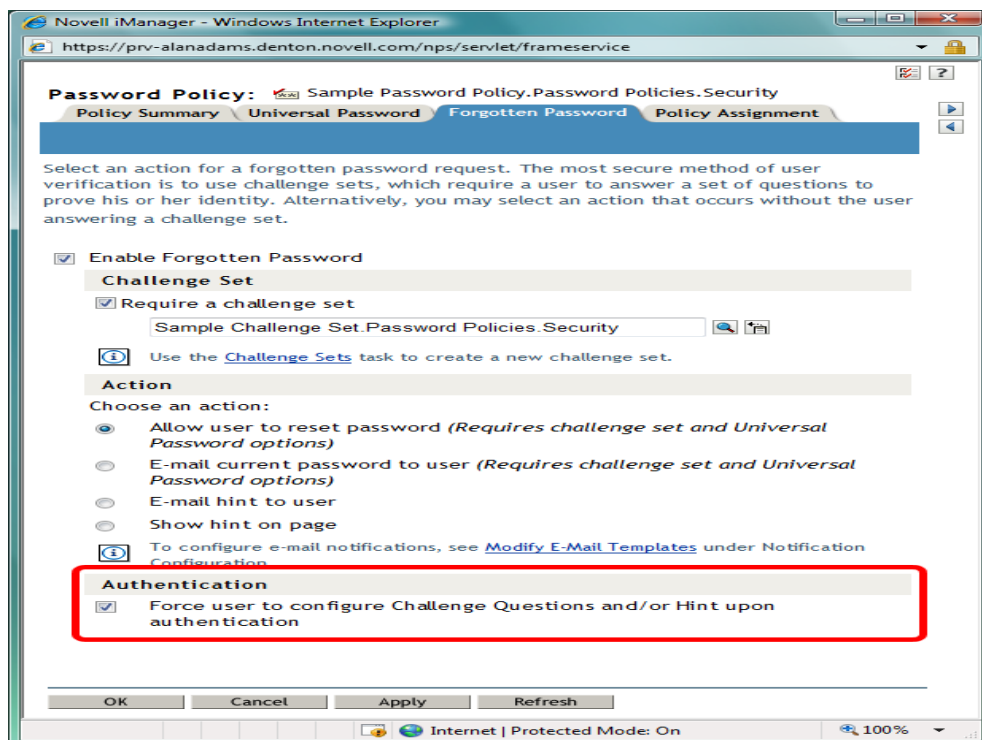 Novell iManager - Windows Internet Explorer
https://prv-alanadams.denton.novell.com/nps/servlet/frameservice
?
Password Policy: Sample Password Policy.Password Policies.Security
Policy Summary Universal Password Forgotten Password Policy Assignment
Select an action for a forgotten password request. The most secure method of user
verification is to use challenge sets, which require a user to answer a set of questions to
prove his or her identity. Alternatively, you may select an action that occurs without the user
answering a challenge set.
Enable Forgotten Password
Challenge Set
Require a challenge set
Sample Challenge Set.Password Policies.Security
Use the Challenge Sets task to create a new challenge set.
Action
Choose an action:
Allow user to reset password (Requires challenge set and Universal
Password options)
E-mail current password to user (Requires challenge set and Universal
Password options)
E-mail hint to user
Show hint on page
To configure e-mail notifications, see Modify E-Mail Templates under Notification
Configuration
Authentication
Force user to configure Challenge Questions and/or Hint upon
authentication
OK Cancel Apply Refresh
Internet | Protected Mode: On 100%